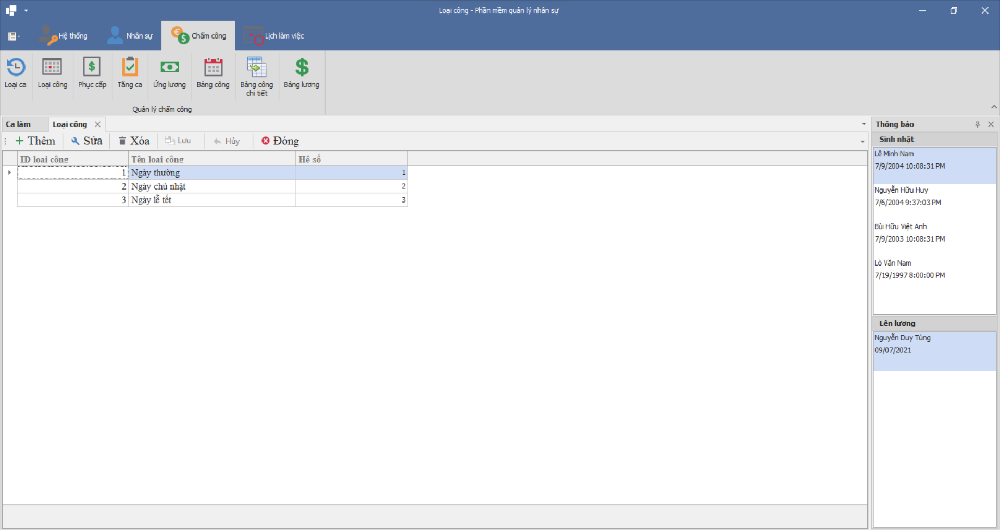 Loại công - Phần mềm quản lý nhân sự
Hệ thống
Nhân sự
Chấm công
Lịch làm việc
Loại ca
Loại công
Phục cấp
Tăng ca
Ứng lương
Bảng công
Bảng công
chi tiết
Bảng lương
Quản lý chấm công
Ca làm
Loại công
Thêm
Sửa
Xóa
Lưu
Hủy
Đóng
ID loại công Tên loại công Hệ số
1 Ngày thường 1
2 Ngày chủ nhật 2
3 Ngày lễ tết 3
Thông báo
Sinh nhật
Lê Minh Nam
7/9/2004 10:08:31 PM
Nguyễn Hữu Huy
7/6/2004 9:37:03 PM
Bùi Hữu Việt Anh
7/9/2003 10:08:31 PM
Lò Văn Nam
7/19/1997 8:00:00 PM
Lên lương
Nguyễn Duy Tùng
09/07/2021